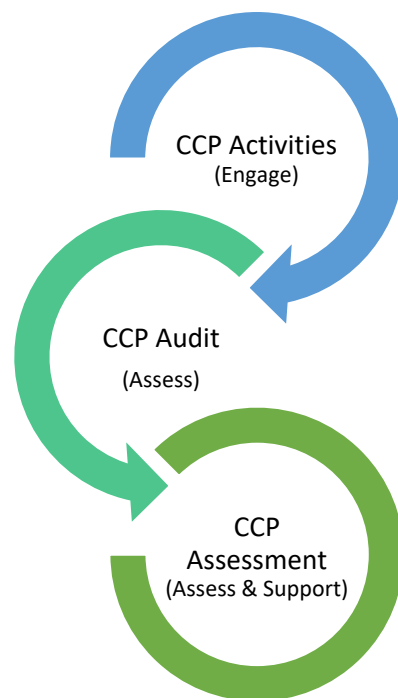 CCP Activities
(Engage)
CCP Audit
(Assess)
CCP
Assessment
(Assess & Support)